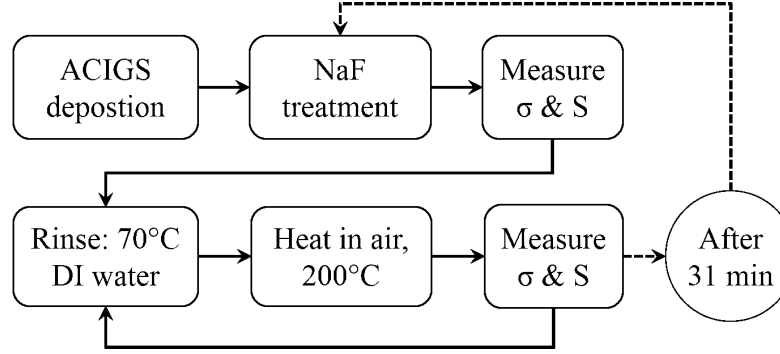 ACIGS
depostion
NaF
treatment
Measure
σ & S
Rinse: 70°C
DI water
Heat in air,
200°C
Measure
σ & S
After
31 min